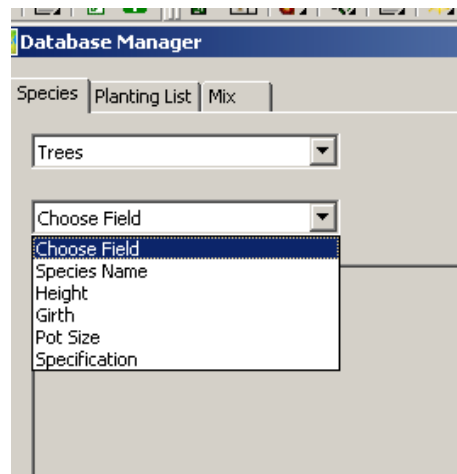 Database Manager
Species Planting List Mix
Trees
Choose Field
Choose Field
Species Name
Height
Girth
Pot Size
Specification